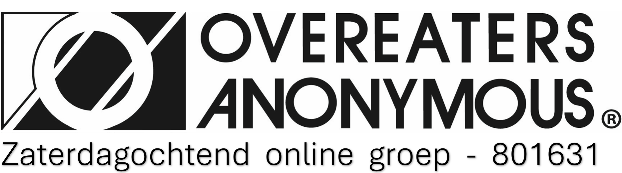 OVEREATERS
ANONYMOUS®
Zaterdagochtend online groep - 801631